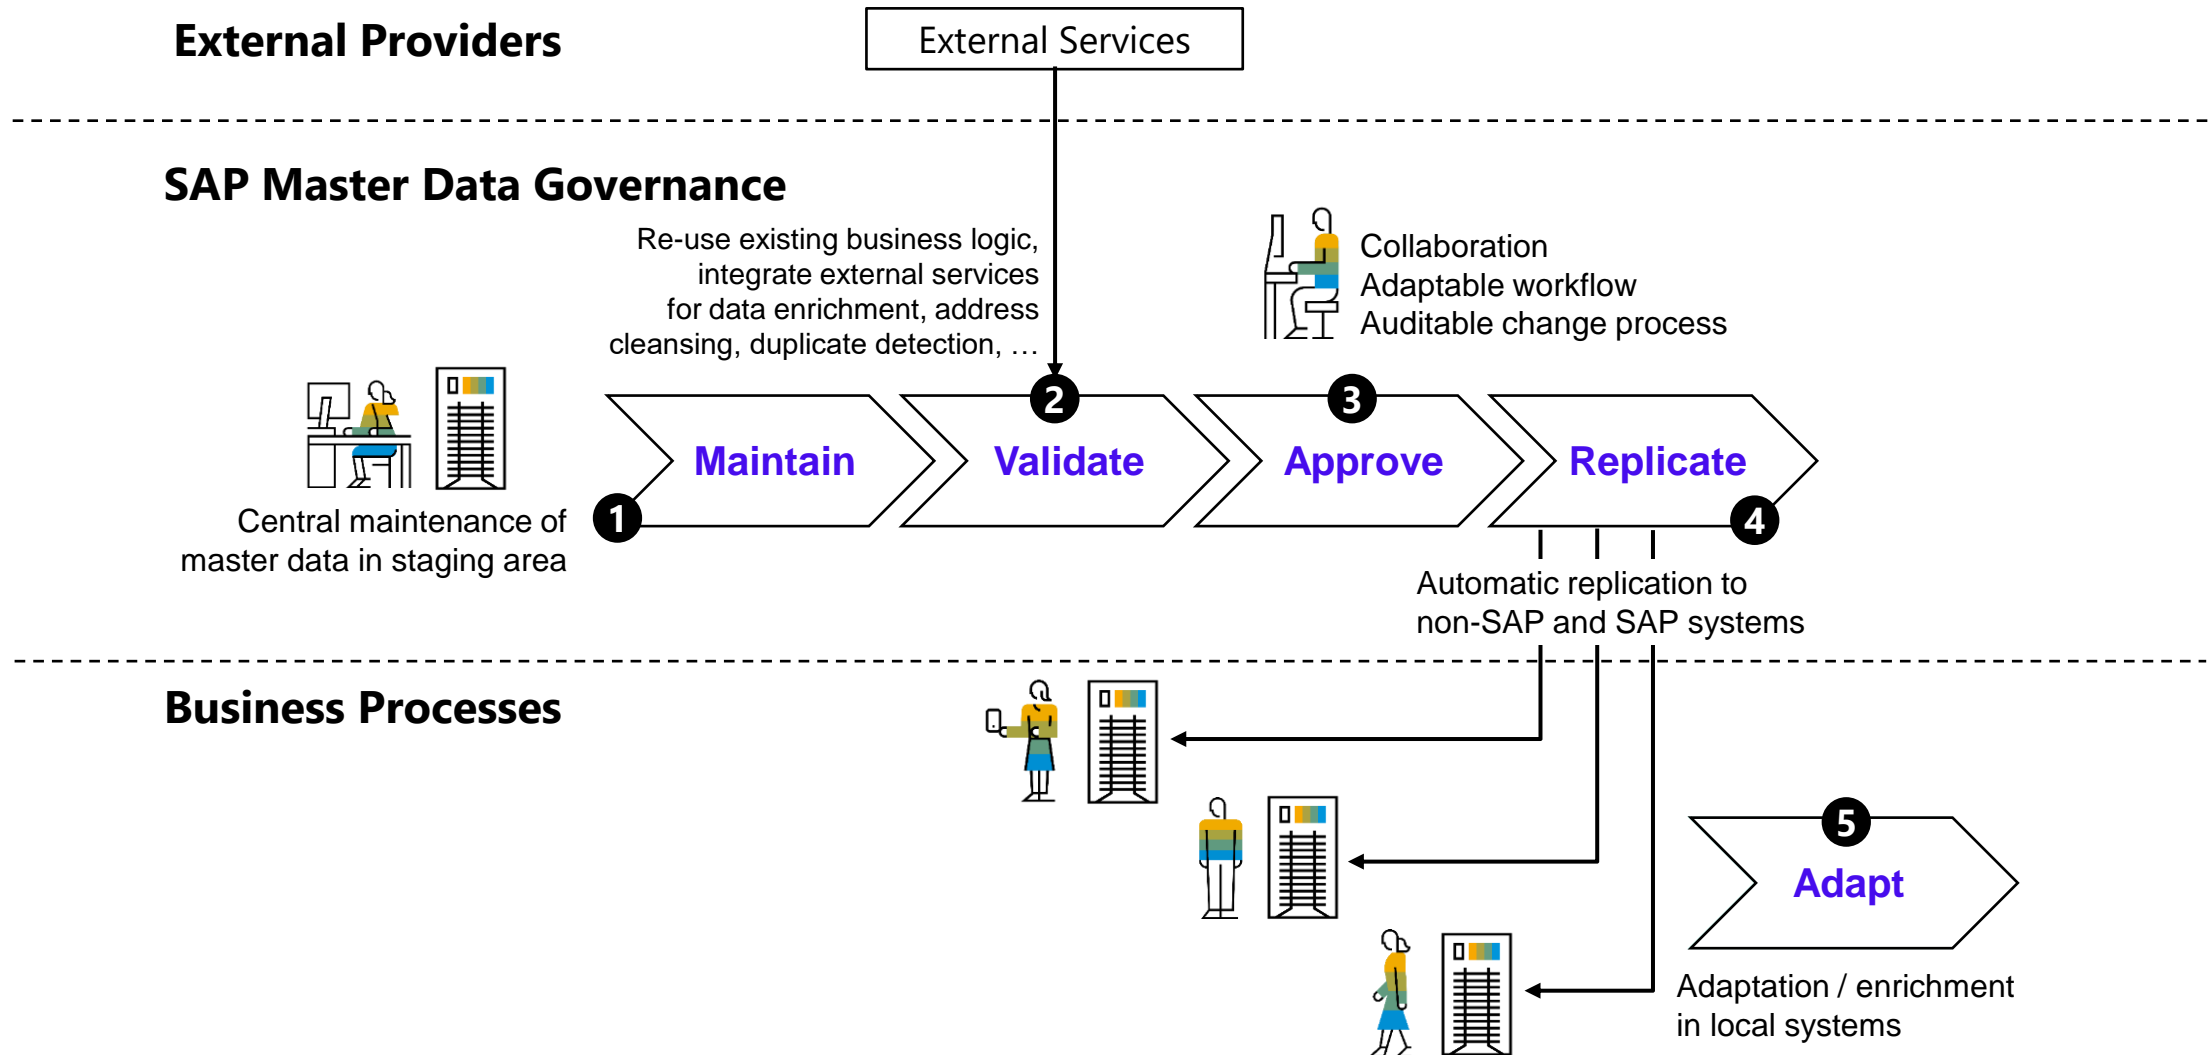 External Providers
External Services
SAP Master Data Governance
Re-use existing business logic,
integrate external services
for data enrichment, address
cleansing, duplicate detection, …
Collaboration
Adaptable workflow
Auditable change process
Central maintenance of
master data in staging area
1
Maintain
2
Validate
3
Approve
Replicate
4
Automatic replication to
non-SAP and SAP systems
Business Processes
5
Adapt
Adaptation / enrichment
in local systems